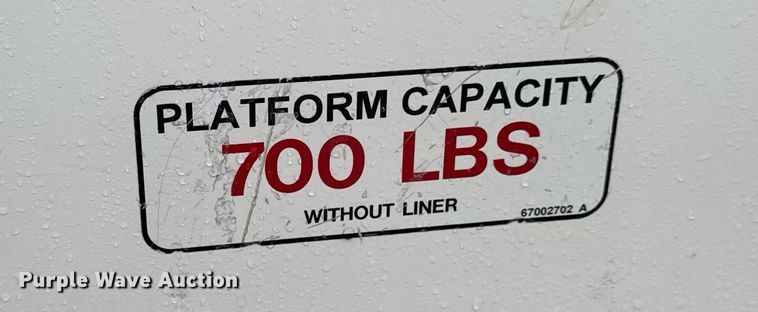 PLATFORM CAPACITY
700 LBS
WITHOUT LINER
67002702 A
Purple Wave Auction